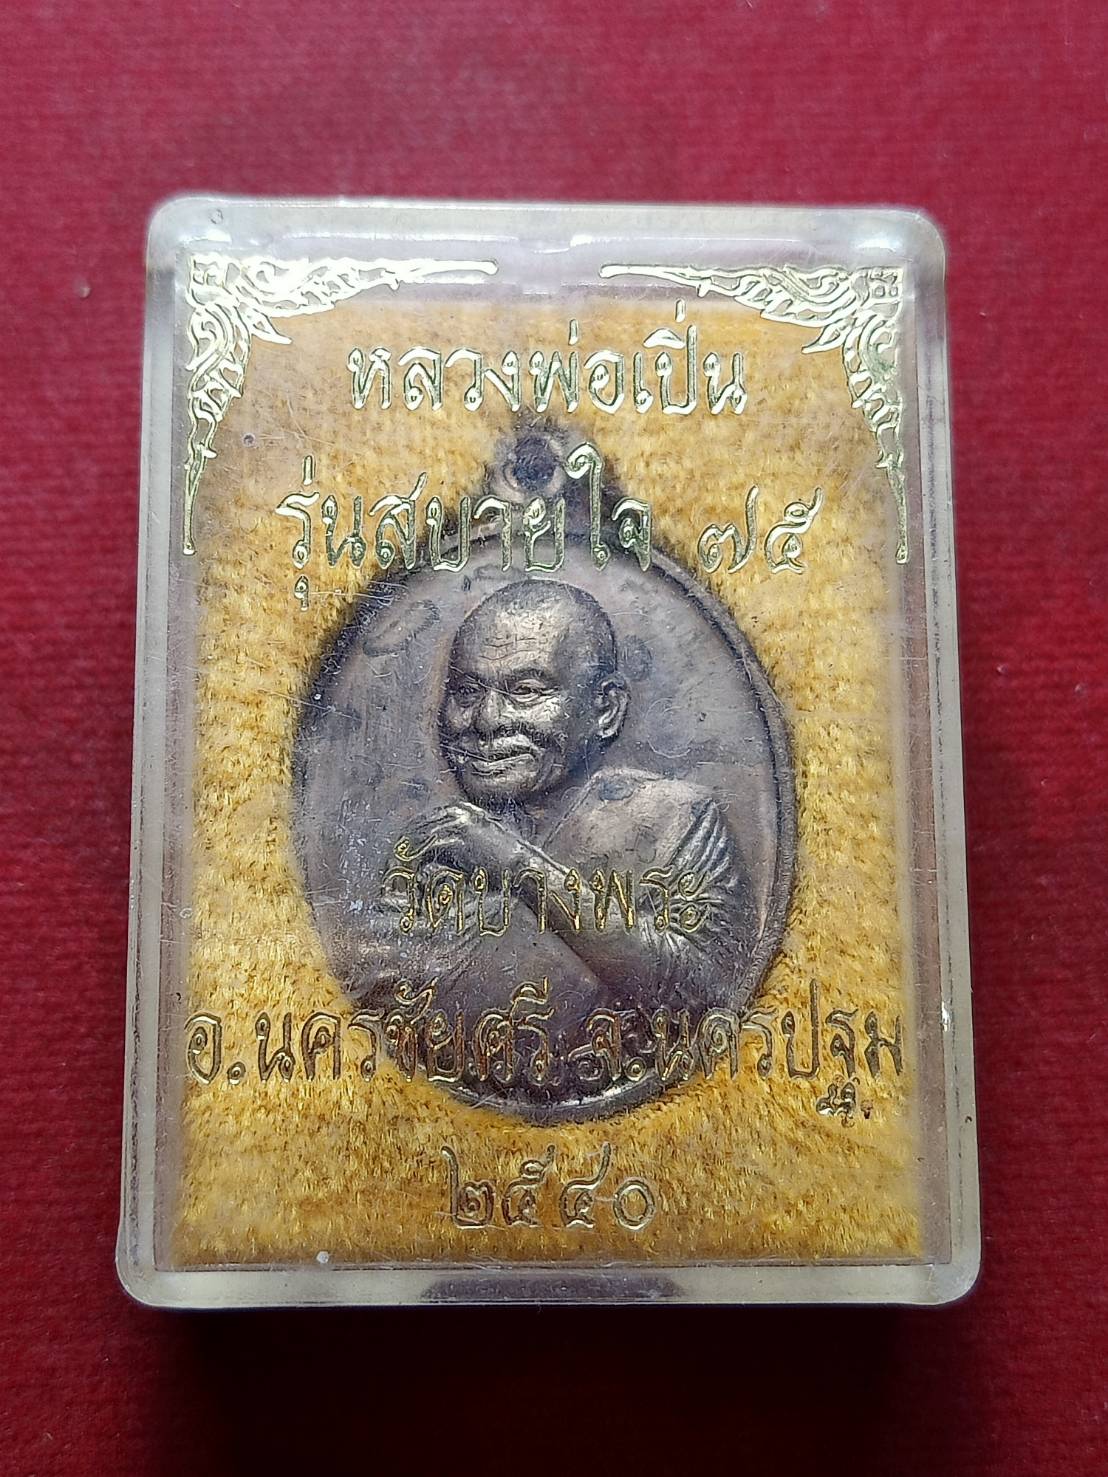 หลวงพ่อเปิ่น
รุ่นสบายใจ ๗๕
วัดบางพระ
อ.นครชัยศรี จ.นครปฐม
๒๕๔๐